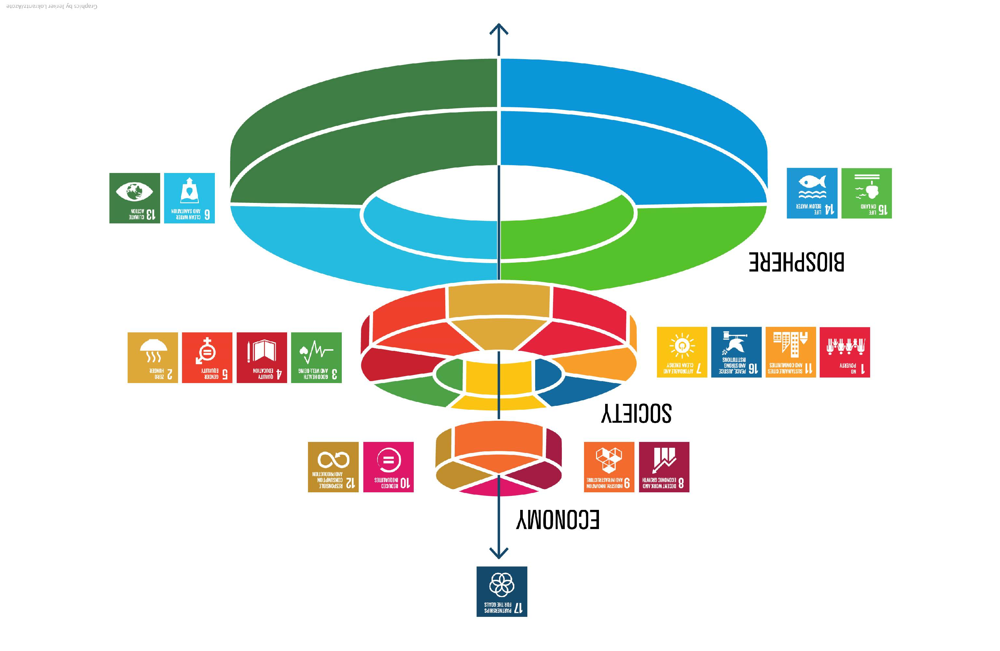 17 PARTNERSHIPS
FOR THE GOALS
ECONOMY
8 DECENT WORK AND
ECONOMIC GROWTH
9 INDUSTRY, INNOVATION
AND INFRASTRUCTURE
10 REDUCED
INEQUALITIES
12 RESPONSIBLE
CONSUMPTION
AND PRODUCTION
SOCIETY
1 NO
POVERTY
11 SUSTAINABLE CITIES
AND COMMUNITIES
16 PEACE, JUSTICE
AND STRONG
INSTITUTIONS
7 AFFORDABLE AND
CLEAN ENERGY
3 GOOD HEALTH
AND WELL-BEING
4 QUALITY
EDUCATION
5 GENDER
EQUALITY
2 ZERO
HUNGER
BIOSPHERE
15 LIFE
ON LAND
14 LIFE
BELOW WATER
6 CLEAN WATER
AND SANITATION
13 CLIMATE
ACTION
Graphics by Jerker Lokrantz/Azote